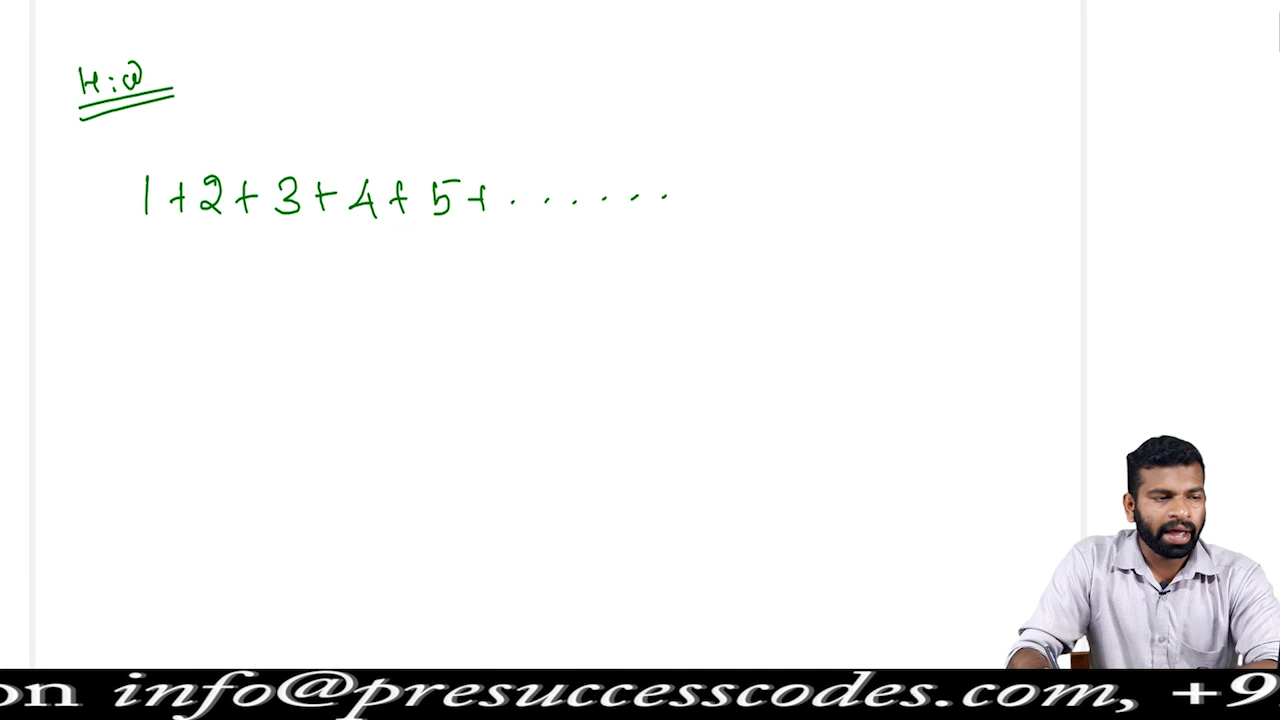 H:W
1 + 2 + 3 + 4 + 5 + . . . . . .
on info@presuccesscodes.com, +9